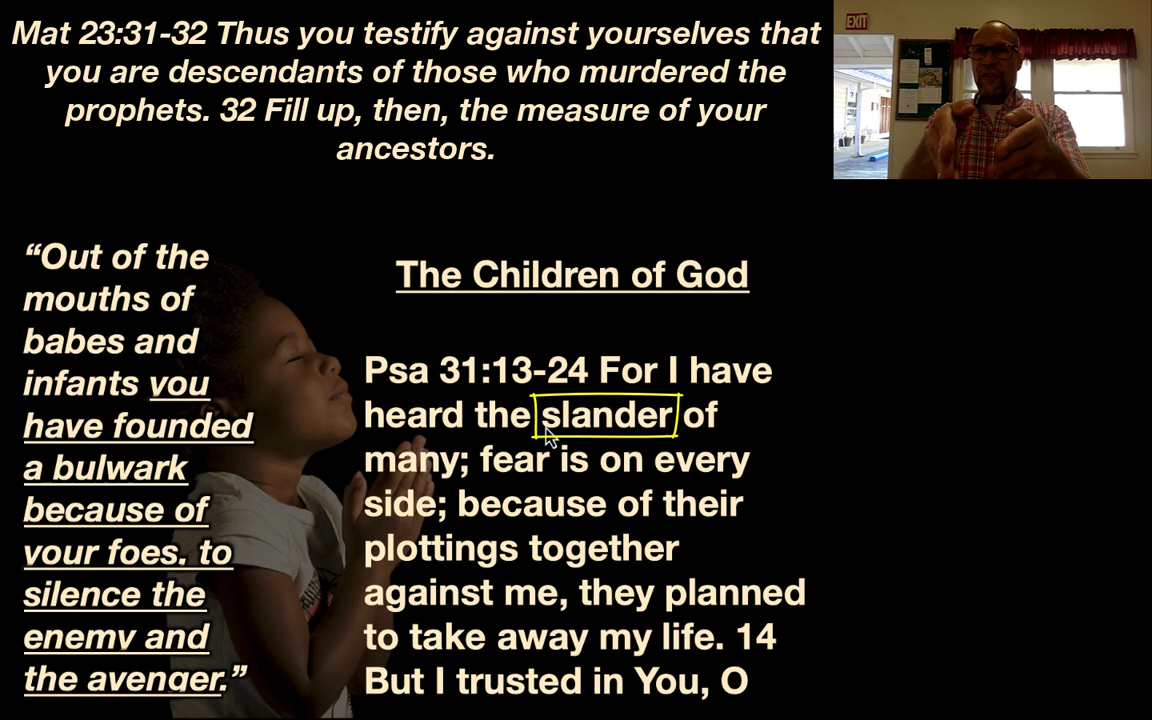 Mat 23:31-32 Thus you testify against yourselves that
you are descendants of those who murdered the
prophets. 32 Fill up, then, the measure of your
ancestors.
EXIT
“Out of the
mouths of
babes and
infants you
have founded
a bulwark
because of
your foes, to
silence the
enemy and
the avenger.”
The Children of God
Psa 31:13-24 For I have
heard the slander of
many; fear is on every
side; because of their
plottings together
against me, they planned
to take away my life. 14
But I trusted in You, O